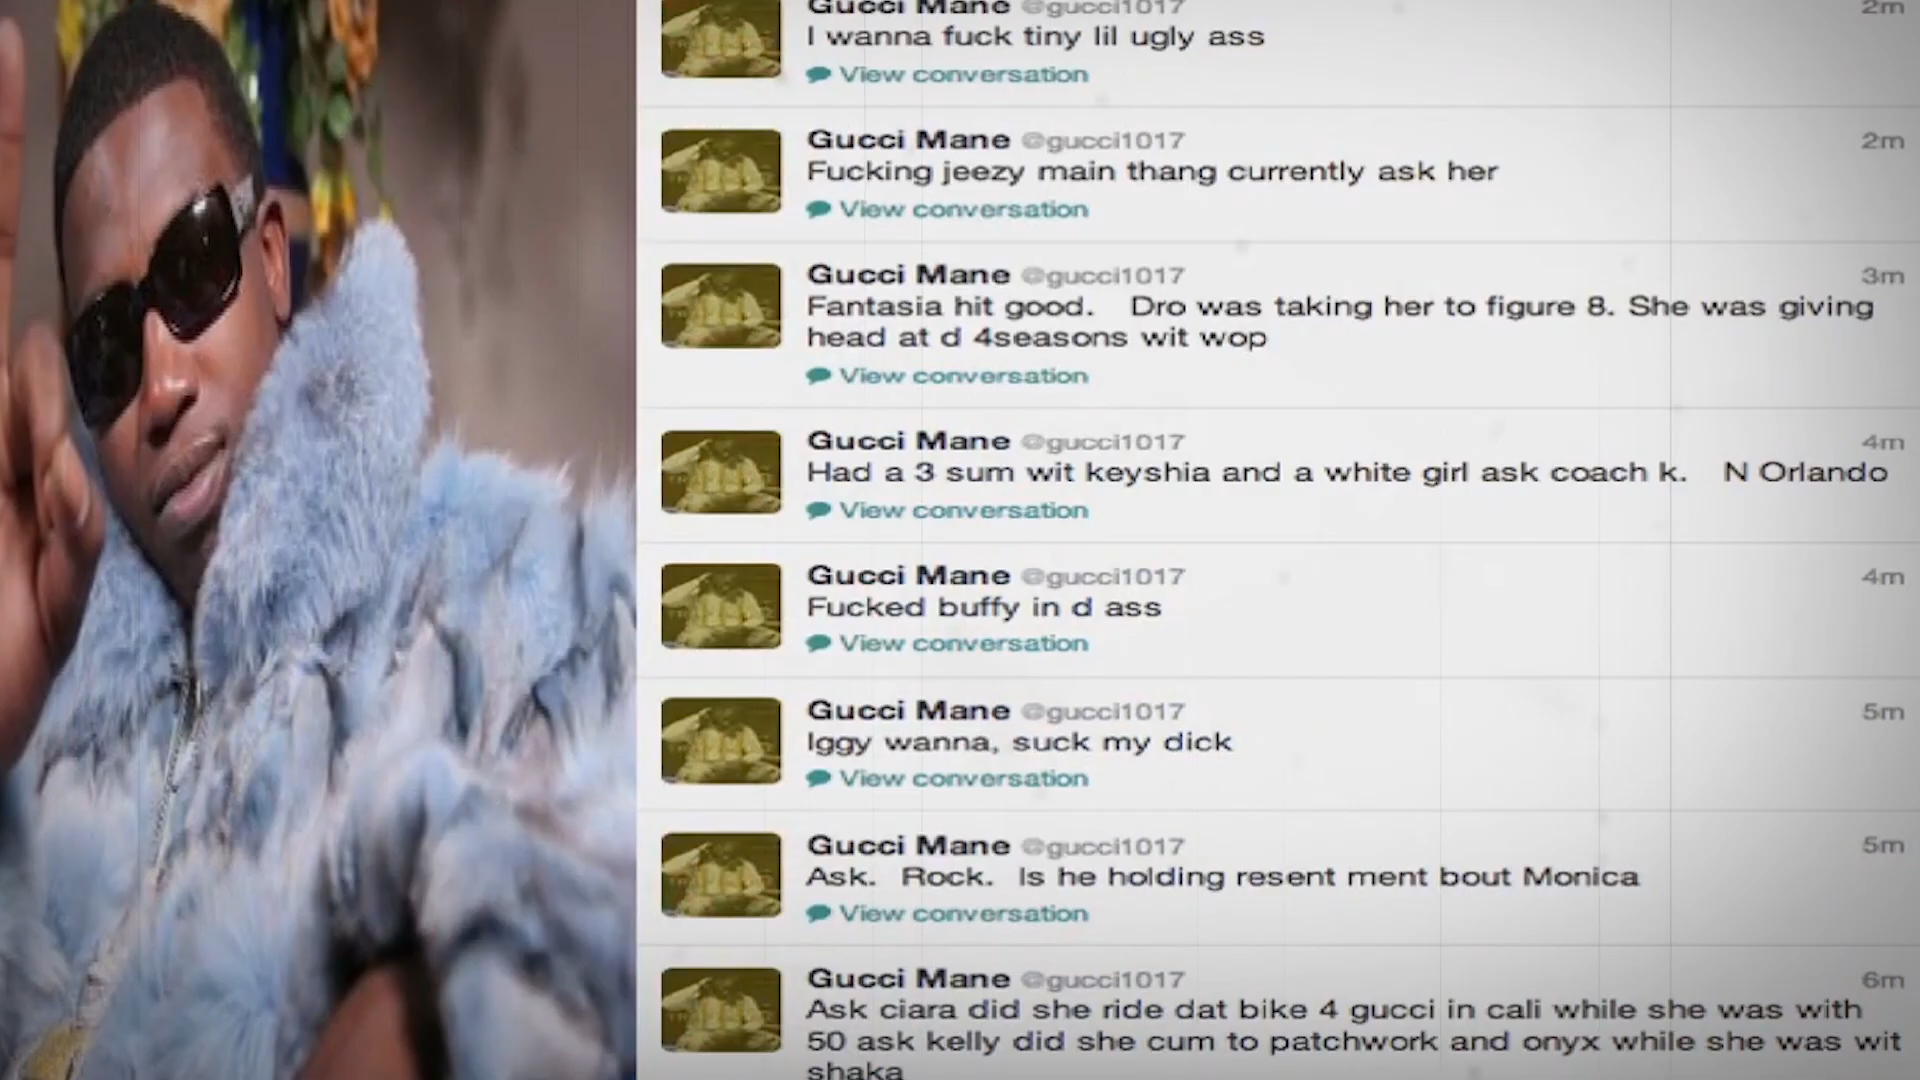 Gucci Mane @gucci1017 2m
I wanna fuck tiny lil ugly ass
View conversation
Gucci Mane @gucci1017 2m
Fucking jeezy main thang currently ask her
View conversation
Gucci Mane @gucci1017 3m
Fantasia hit good. Dro was taking her to figure 8. She was giving
head at d 4seasons wit wop
View conversation
Gucci Mane @gucci1017 4m
Had a 3 sum wit keyshia and a white girl ask coach k. N Orlando
View conversation
Gucci Mane @gucci1017 4m
Fucked buffy in d ass
View conversation
Gucci Mane @gucci1017 5m
Iggy wanna, suck my dick
View conversation
Gucci Mane @gucci1017 5m
Ask. Rock. Is he holding resent ment bout Monica
View conversation
Gucci Mane @gucci1017 6m
Ask ciara did she ride dat bike 4 gucci in cali while she was with
50 ask kelly did she cum to patchwork and onyx while she was wit
shaka